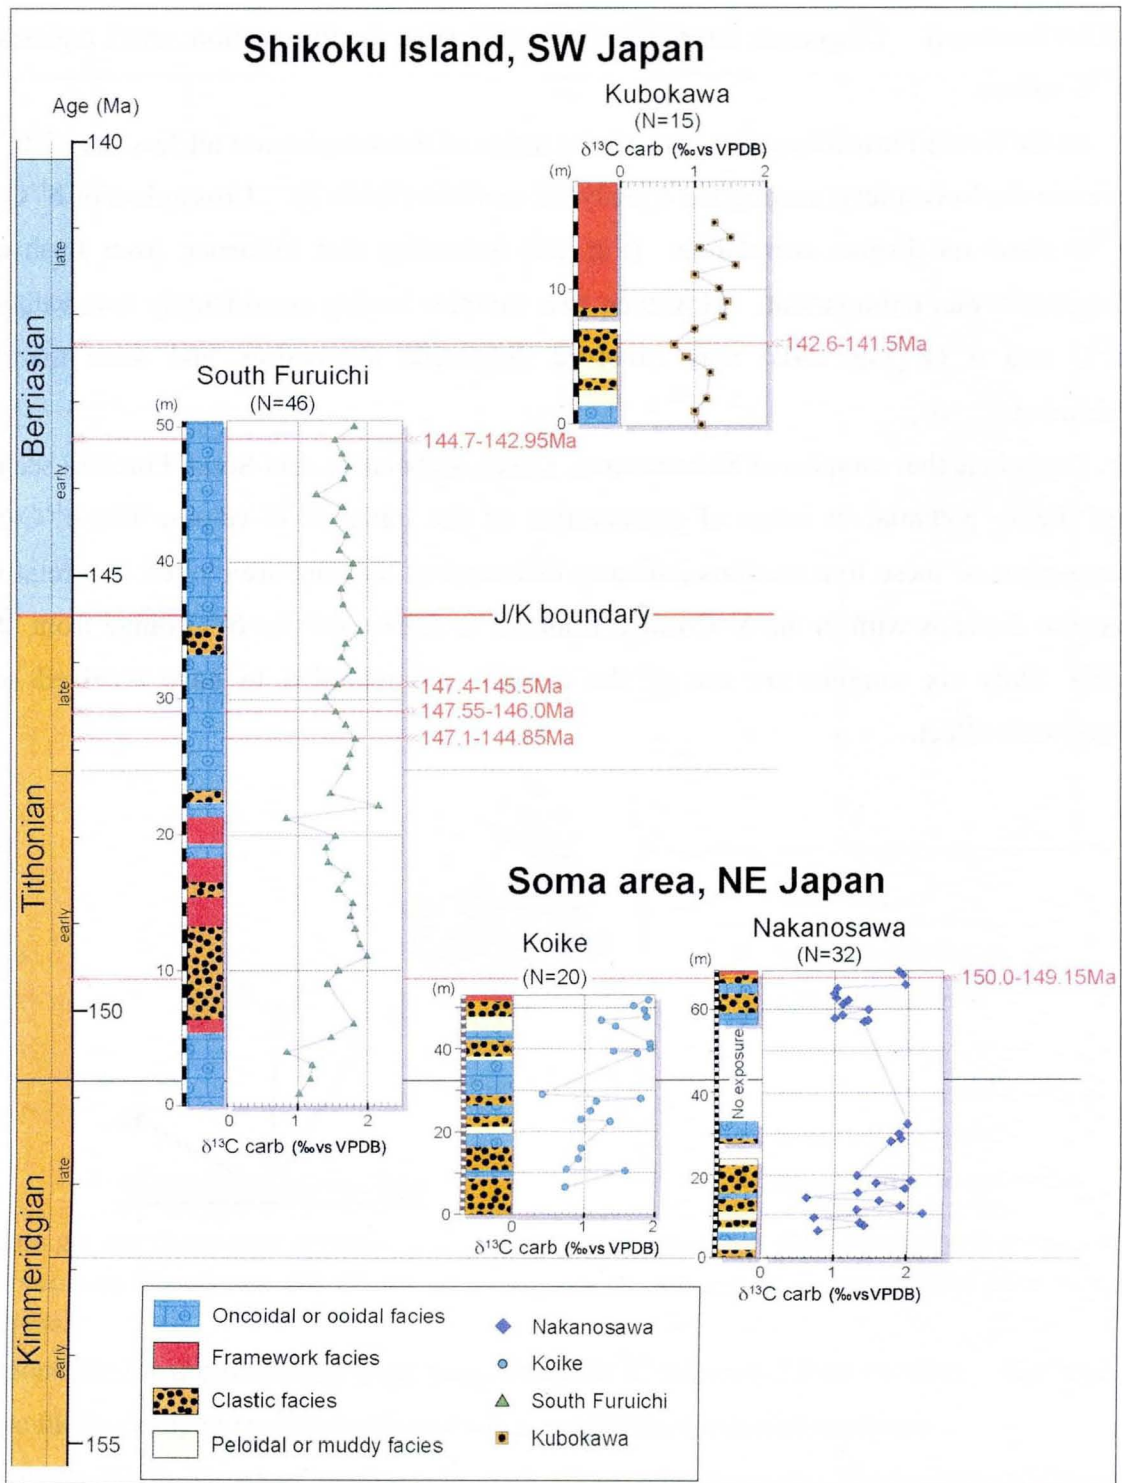 Shikoku Island, SW Japan
Age (Ma)
140
145
150
155
Berriasian
late
early
Tithonian
late
early
Kimmeridgian
late
early
Kubokawa
(N=15)
δ13C carb (‰ vs VPDB)
(m) 0 1 2
10
0
142.6-141.5Ma
South Furuichi
(N=46)
(m)
50
40
30
20
10
0
0 1 2
δ13C carb (‰ vs VPDB)
144.7-142.95Ma
J/K boundary
147.4-145.5Ma
147.55-146.0Ma
147.1-144.85Ma
Soma area, NE Japan
Koike
(N=20)
(m)
40
20
0
0 1 2
δ13C carb (‰ vs VPDB)
Nakanosawa
(N=32)
(m)
60
40
20
0
No exposure
0 1 2
δ13C carb (‰ vs VPDB)
150.0-149.15Ma
Oncoidal or ooidal facies
Framework facies
Clastic facies
Peloidal or muddy facies
Nakanosawa
Koike
South Furuichi
Kubokawa